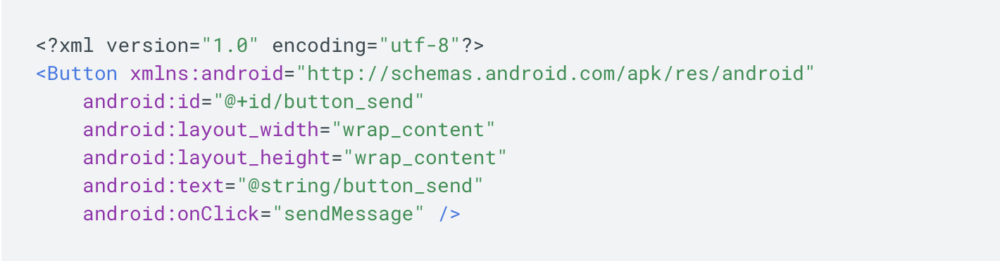 <?xml version="1.0" encoding="utf-8"?>
<Button xmlns:android="http://schemas.android.com/apk/res/android"
    android:id="@+id/button_send"
    android:layout_width="wrap_content"
    android:layout_height="wrap_content"
    android:text="@string/button_send"
    android:onClick="sendMessage" />